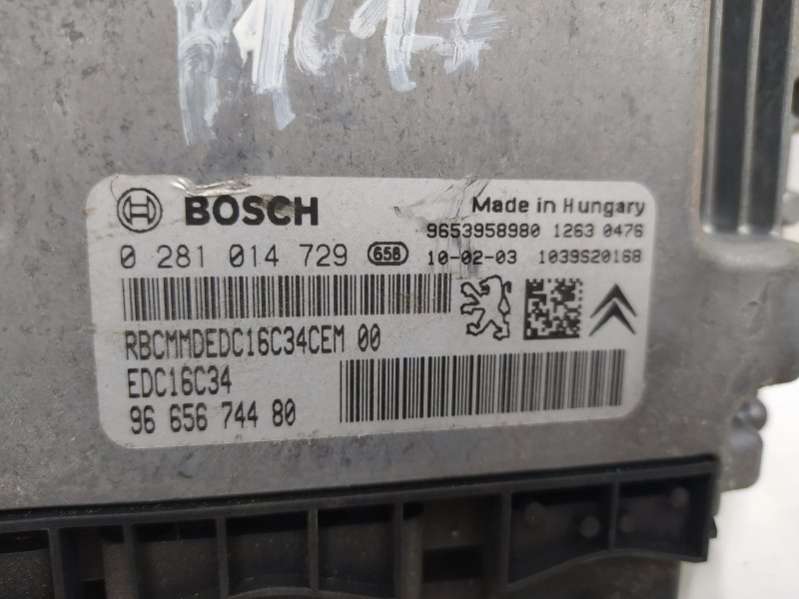 BOSCH
Made in Hungary
9653958980 1263 0476
0 281 014 729 658
10-02-03 1039S20168
RBCMMDEDC16C34CEM 00
EDC16C34
96 656 744 80